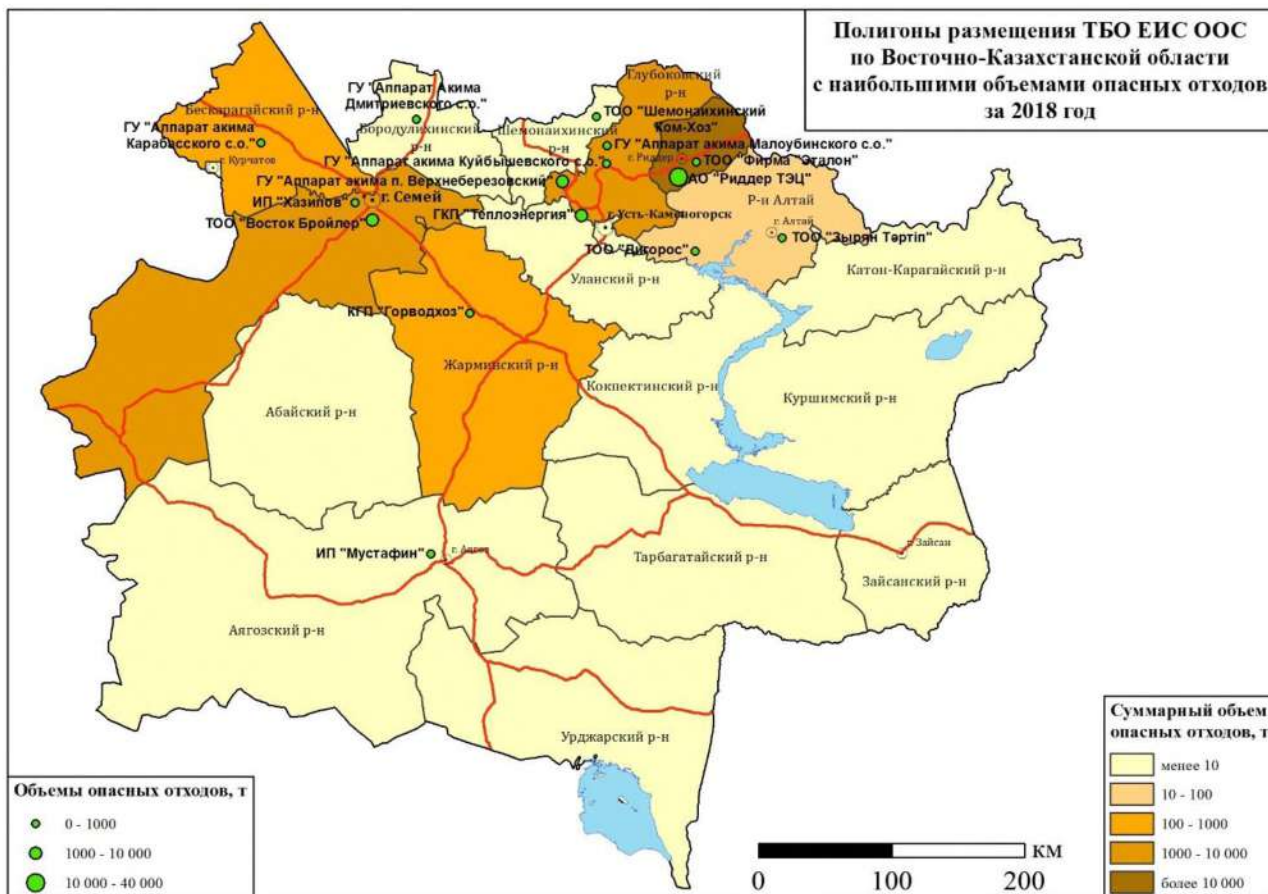 Полигоны размещения ТБО ЕИС ООС
по Восточно-Казахстанской области
с наибольшими объемами опасных отходов
за 2018 год
Глубоковский
р-н
ГУ "Аппарат Акима
Дмитриевского с.о."
Бескарагайский р-н
ТОО "Шемонаихинский
Ком-Хоз"
ГУ "Аппарат акима
Карабасского с.о."
Бородулихинский
р-н
Шемонаихинский
р-н
ГУ "Аппарат акима Малоубинского с.о."
г. Курчатов
ГУ "Аппарат акима Куйбышевского с.о."
г. Риддер
ТОО "Фирма "Эталон"
ГУ "Аппарат акима п. Верхнеберезовский"
АО "Риддер ТЭЦ"
ИП "Хазипов"
г. Семей
Р-н Алтай
ТОО "Восток Бройлер"
ГКП "Теплоэнергия"
г. Усть-Каменогорск
г. Алтай
ТОО "Зырян Тәртіп"
ТОО "Дигорос"
Уланский р-н
Катон-Карагайский р-н
КГП "Горводхоз"
Жарминский р-н
Кокпектинский р-н
Абайский р-н
Куршимский р-н
ИП "Мустафин"
г. Аягоз
Тарбагатайский р-н
г. Зайсан
Зайсанский р-н
Аягозский р-н
Урджарский р-н
Объемы опасных отходов, т
0 - 1000
1000 - 10 000
10 000 - 40 000
0 100 200
км
Суммарный объем
опасных отходов, т
менее 10
10 - 100
100 - 1000
1000 - 10 000
более 10 000